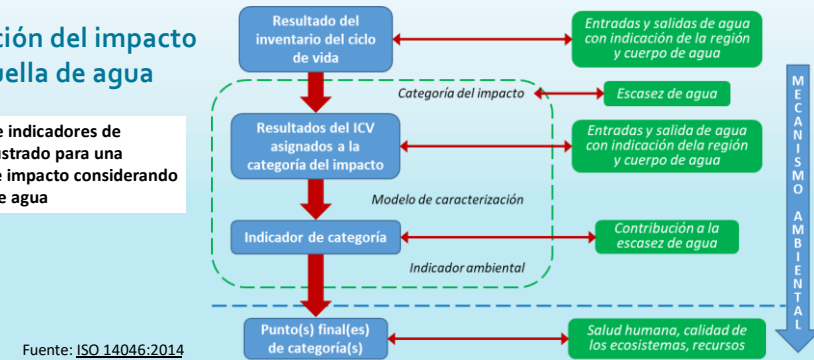 ción del impacto
uella de agua
e indicadores de
ustrado para una
e impacto considerando
e agua
Resultado del
inventario del ciclo
de vida
Entradas y salidas de agua
con indicación de la región
y cuerpo de agua
Categoría del impacto
Escasez de agua
Resultados del ICV
asignados a la
categoría del impacto
Entradas y salida de agua
con indicación dela región
y cuerpo de agua
Modelo de caracterización
Indicador de categoría
Contribución a la
escasez de agua
Indicador ambiental
Punto(s) final(es)
de categoría(s)
Salud humana, calidad de
los ecosistemas, recursos
MECANISMO AMBIENTAL
Fuente: ISO 14046:2014